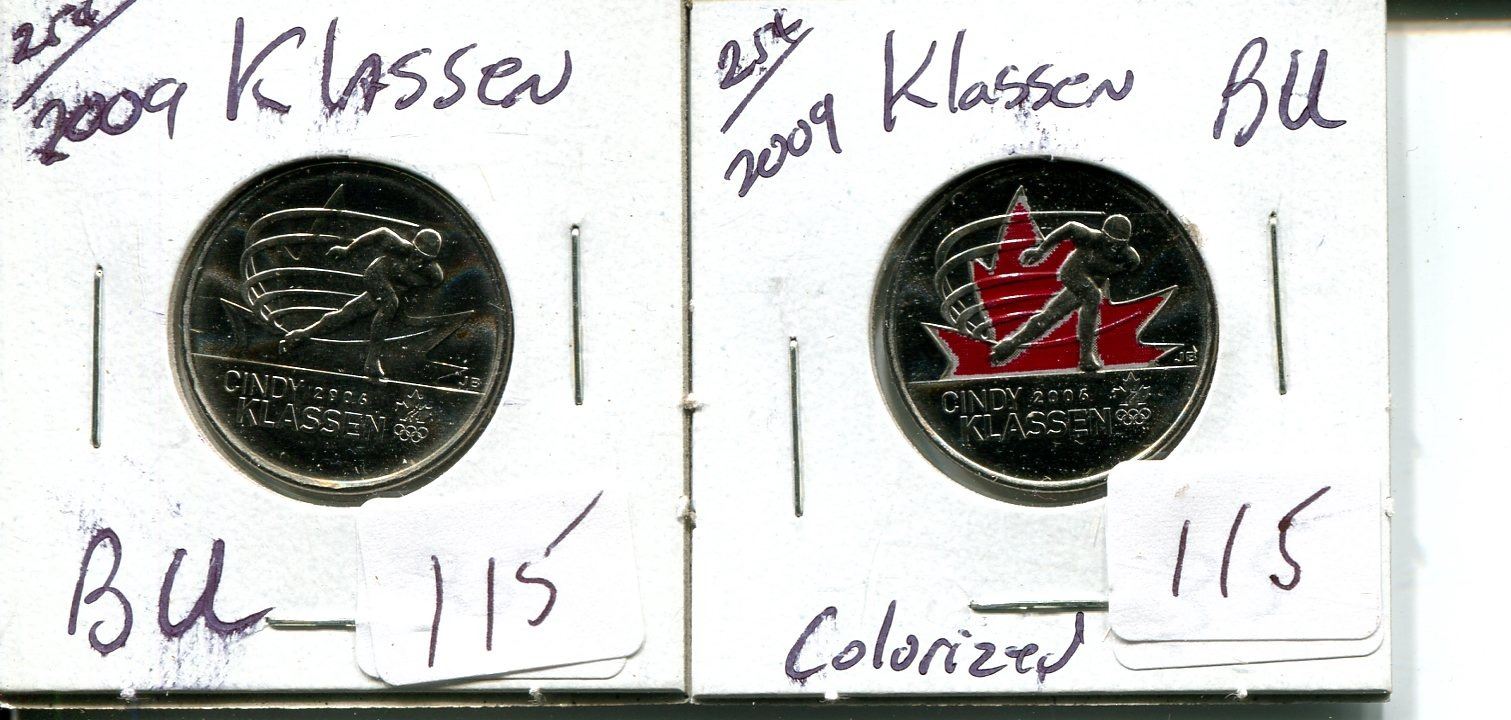 25¢/2009 Klassen
JB
CINDY 2006
KLASSEN
BU
115
25¢/2009 Klassen BU
JB
CINDY 2006
KLASSEN
115
Colorized